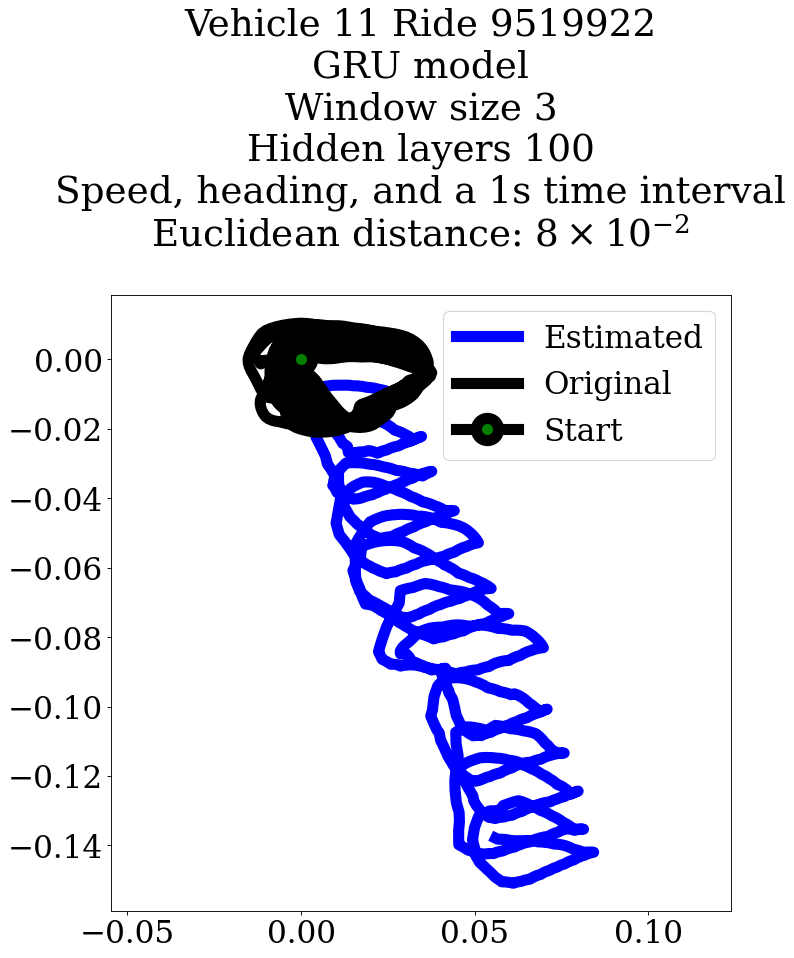 Vehicle 11 Ride 9519922
GRU model
Window size 3
Hidden layers 100
Speed, heading, and a 1s time interval
Euclidean distance: 8 × 10⁻²
Estimated
Original
Start
0.00
−0.02
−0.04
−0.06
−0.08
−0.10
−0.12
−0.14
−0.05 0.00 0.05 0.10